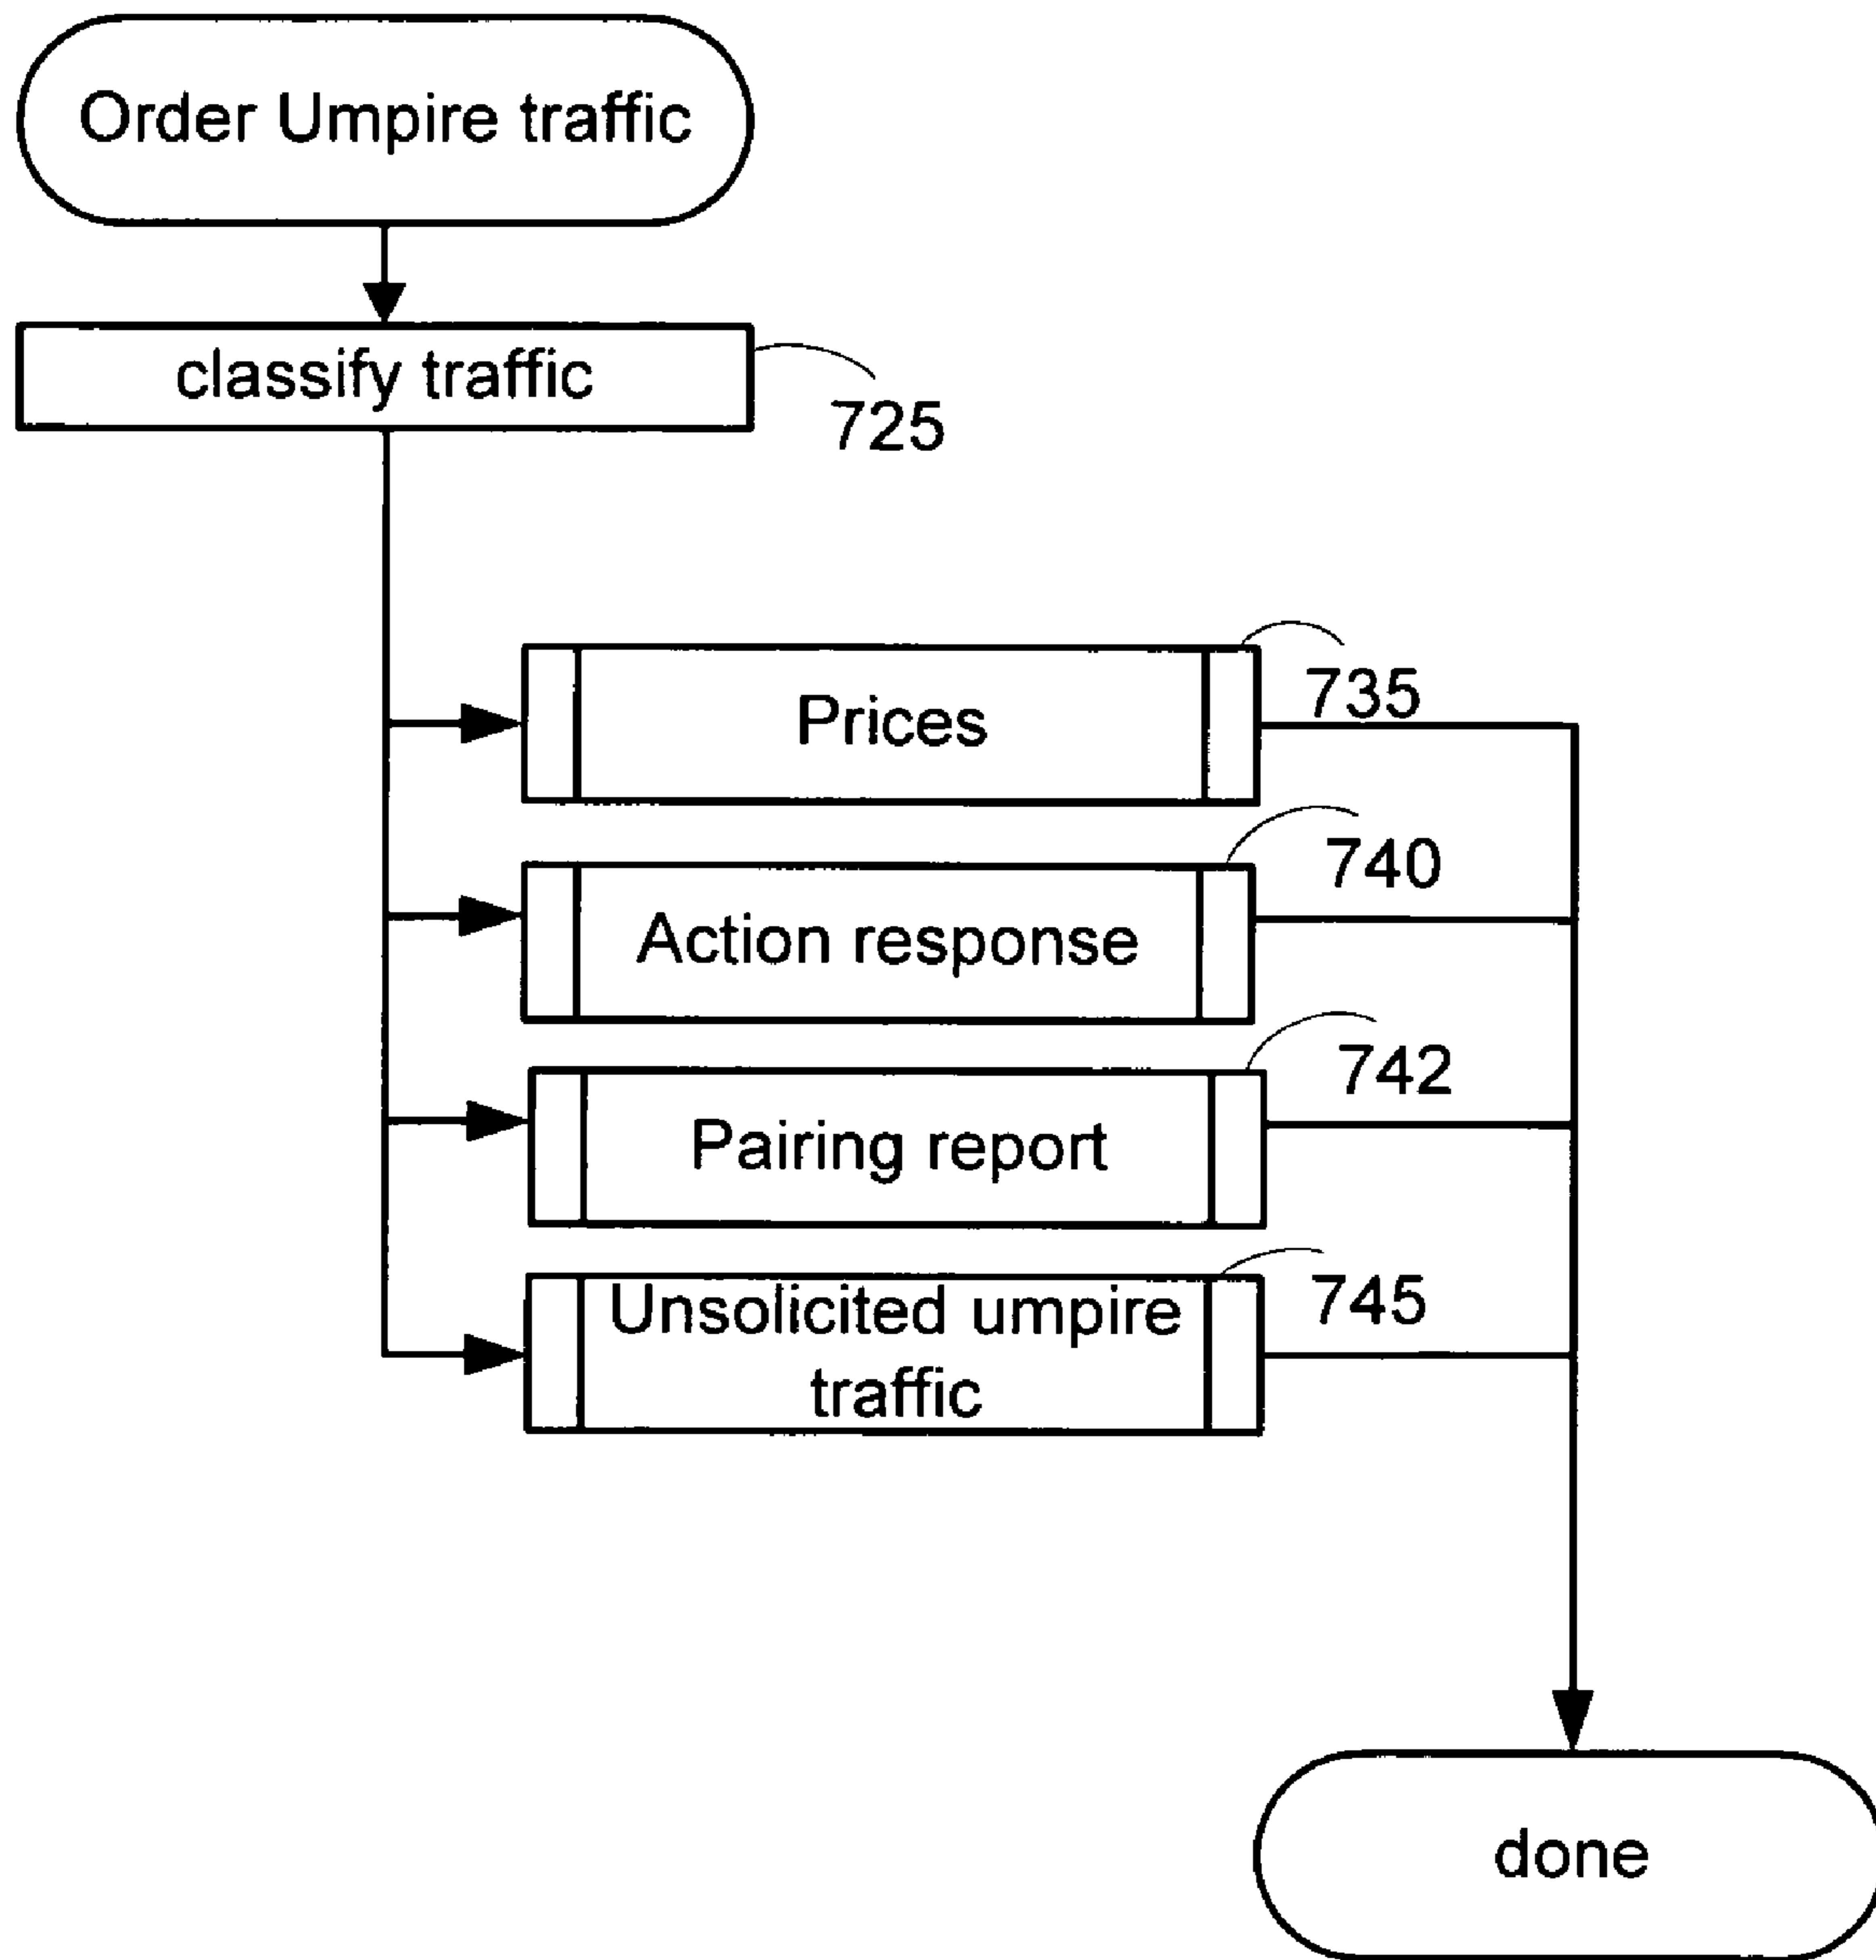 Order Umpire traffic
classify traffic
725
Prices
735
Action response
740
Pairing report
742
Unsolicited umpire
traffic
745
done